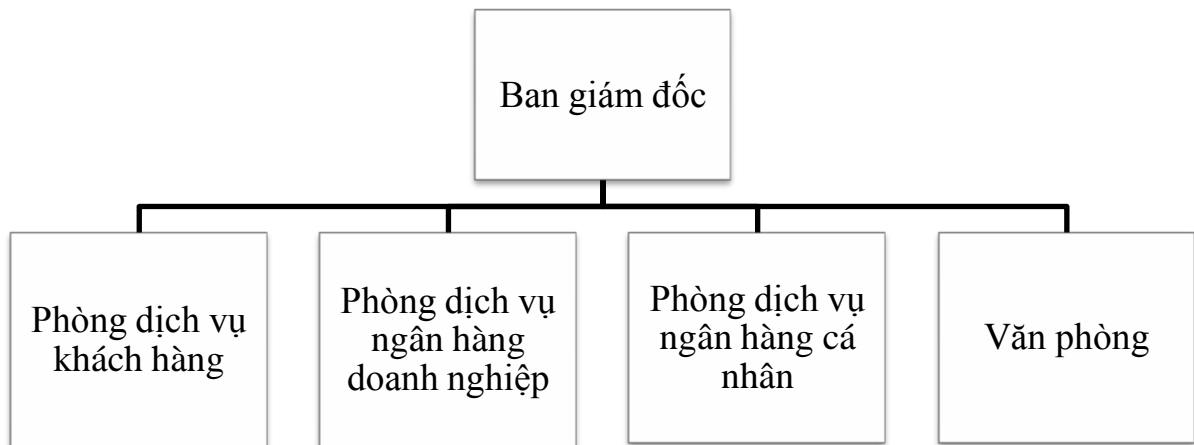 Ban giám đốc
Phòng dịch vụ
khách hàng
Phòng dịch vụ
ngân hàng
doanh nghiệp
Phòng dịch vụ
ngân hàng cá
nhân
Văn phòng